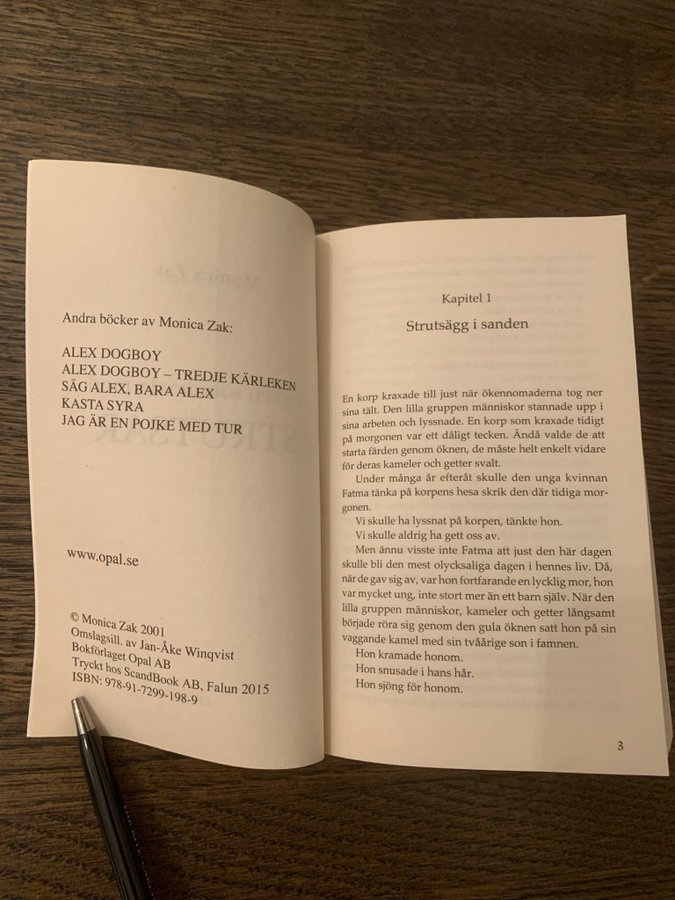 Andra böcker av Monica Zak:
ALEX DOGBOY
ALEX DOGBOY – TREDJE KÄRLEKEN
SÄG ALEX, BARA ALEX
KASTA SYRA
JAG ÄR EN POJKE MED TUR
www.opal.se
© Monica Zak 2001
Omslagsill. av Jan-Åke Winqvist
Bokförlaget Opal AB
Tryckt hos ScandBook AB, Falun 2015
ISBN: 978-91-7299-198-9
Kapitel 1
Strutsägg i sanden
En korp kraxade till just när ökennomaderna tog ner
sina tält. Den lilla gruppen människor stannade upp i
sina arbeten och lyssnade. En korp som kraxade tidigt
på morgonen var ett dåligt tecken. Ändå valde de att
starta färden genom öknen, de måste helt enkelt vidare
för deras kameler och getter svalt.
Under många år efteråt skulle den unga kvinnan
Fatma tänka på korpens hesa skrik den där tidiga mor-
gonen.
Vi skulle ha lyssnat på korpen, tänkte hon.
Vi skulle aldrig ha gett oss av.
Men ännu visste inte Fatma att just den här dagen
skulle bli den mest olycksaliga dagen i hennes liv. Då,
när de gav sig av, var hon fortfarande en lycklig mor, hon
var mycket ung, inte stort mer än ett barn själv. När den
lilla gruppen människor, kameler och getter långsamt
började röra sig genom den gula öknen satt hon på sin
vaggande kamel med sin tvåårige son i famnen.
Hon kramade honom.
Hon snusade i hans hår.
Hon sjöng för honom.
3